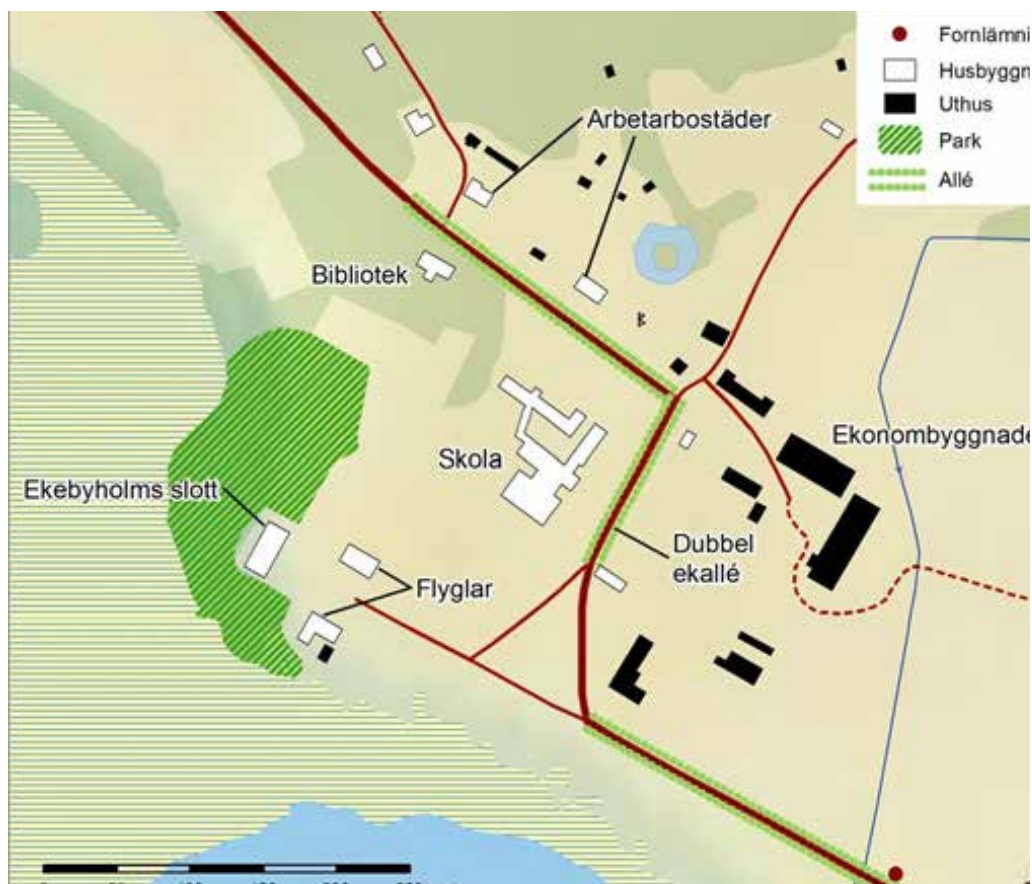 Fornlämni
Husbyggn
Uthus
Park
Allé
Arbetarbostäder
Bibliotek
Skola
Ekonombyggnade
Ekebyholms slott
Dubbel
ekallé
Flyglar